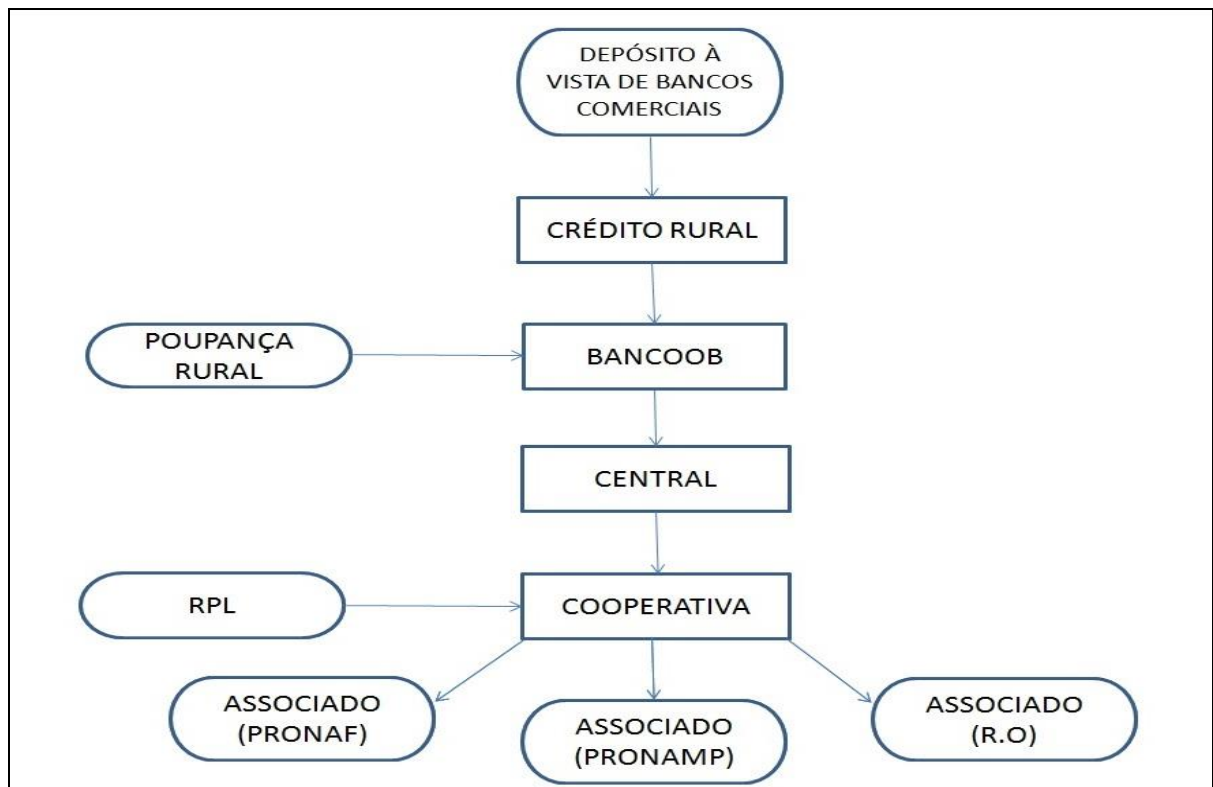 DEPÓSITO À
VISTA DE BANCOS
COMERCIAIS
CRÉDITO RURAL
POUPANÇA
RURAL
BANCOOB
CENTRAL
RPL
COOPERATIVA
ASSOCIADO
(PRONAF)
ASSOCIADO
(PRONAMP)
ASSOCIADO
(R.O)